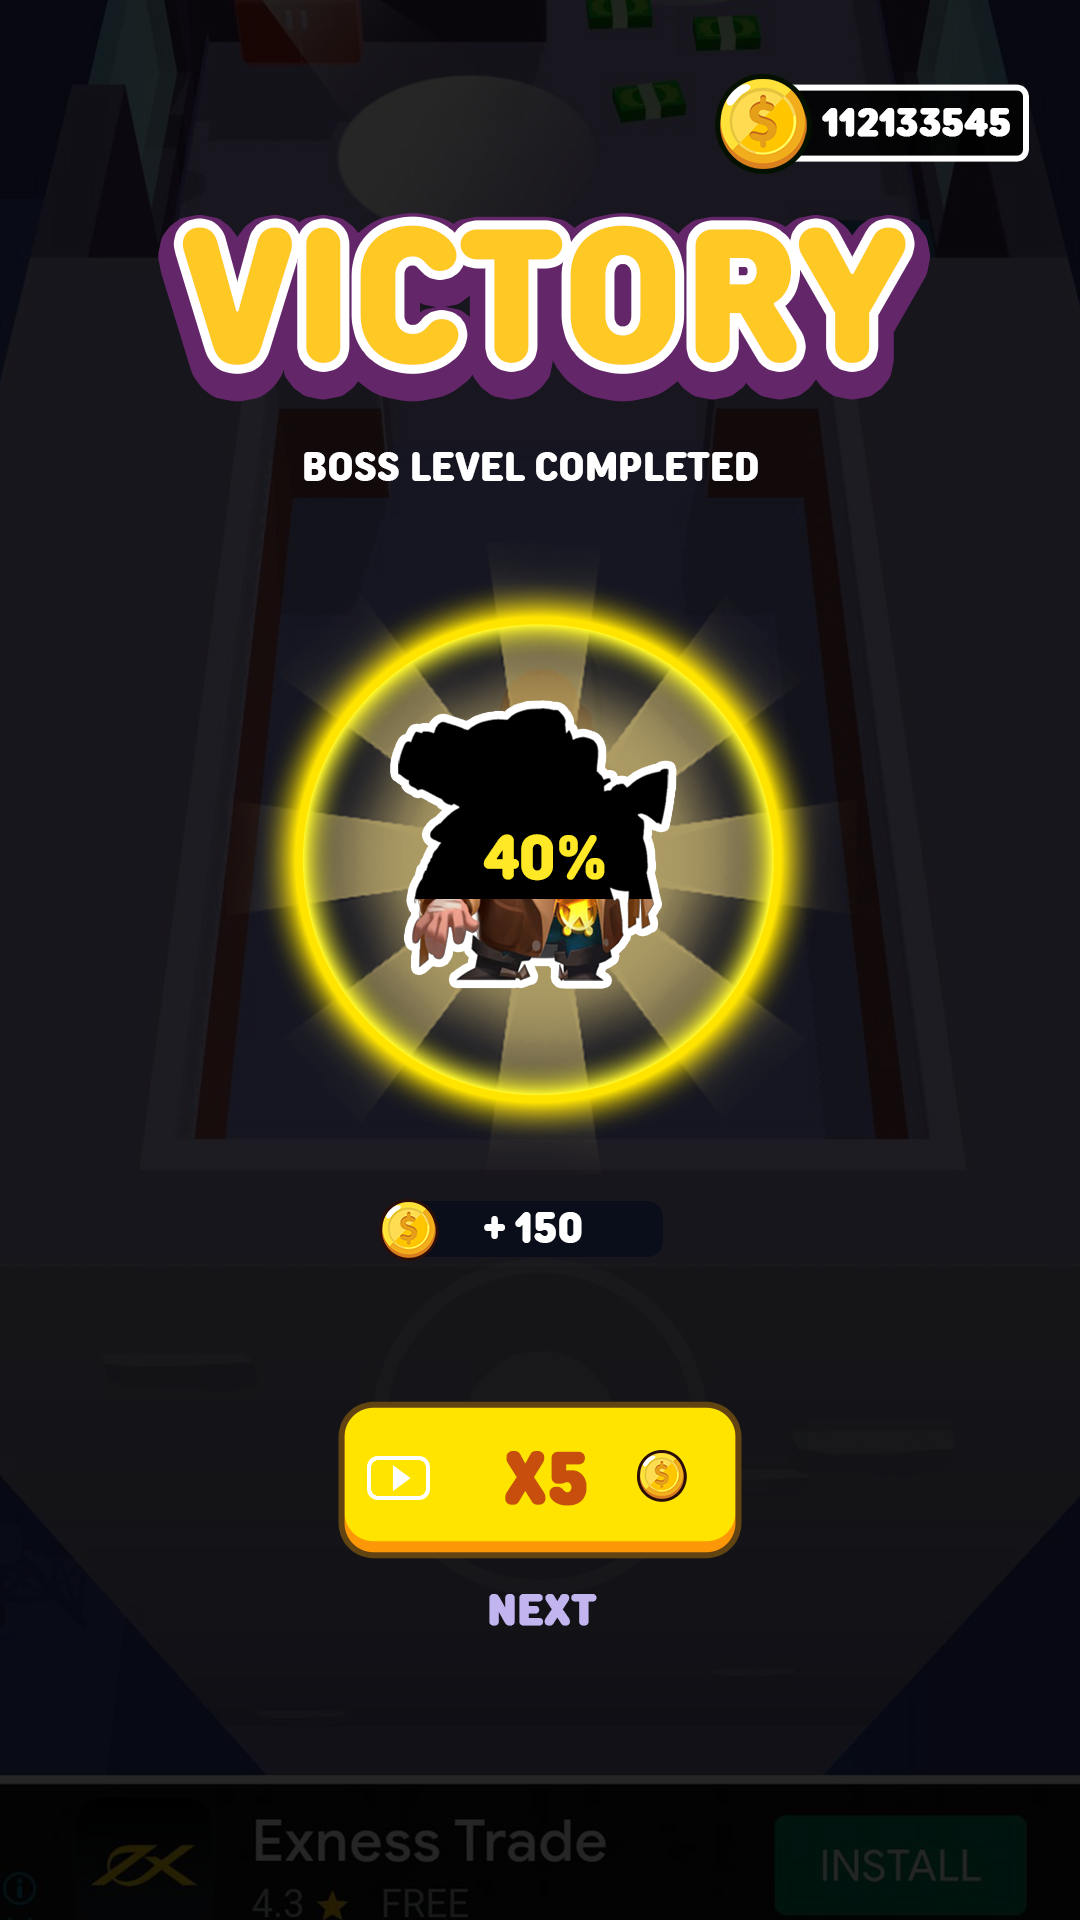 112133545
VICTORY
BOSS LEVEL COMPLETED
40%
+ 150
X5
NEXT
Exness Trade
INSTALL
4.3 ★ FREE